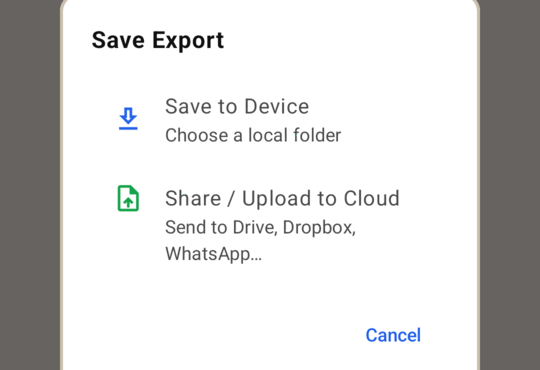 Save Export
Save to Device
Choose a local folder
Share / Upload to Cloud
Send to Drive, Dropbox,
WhatsApp...
Cancel